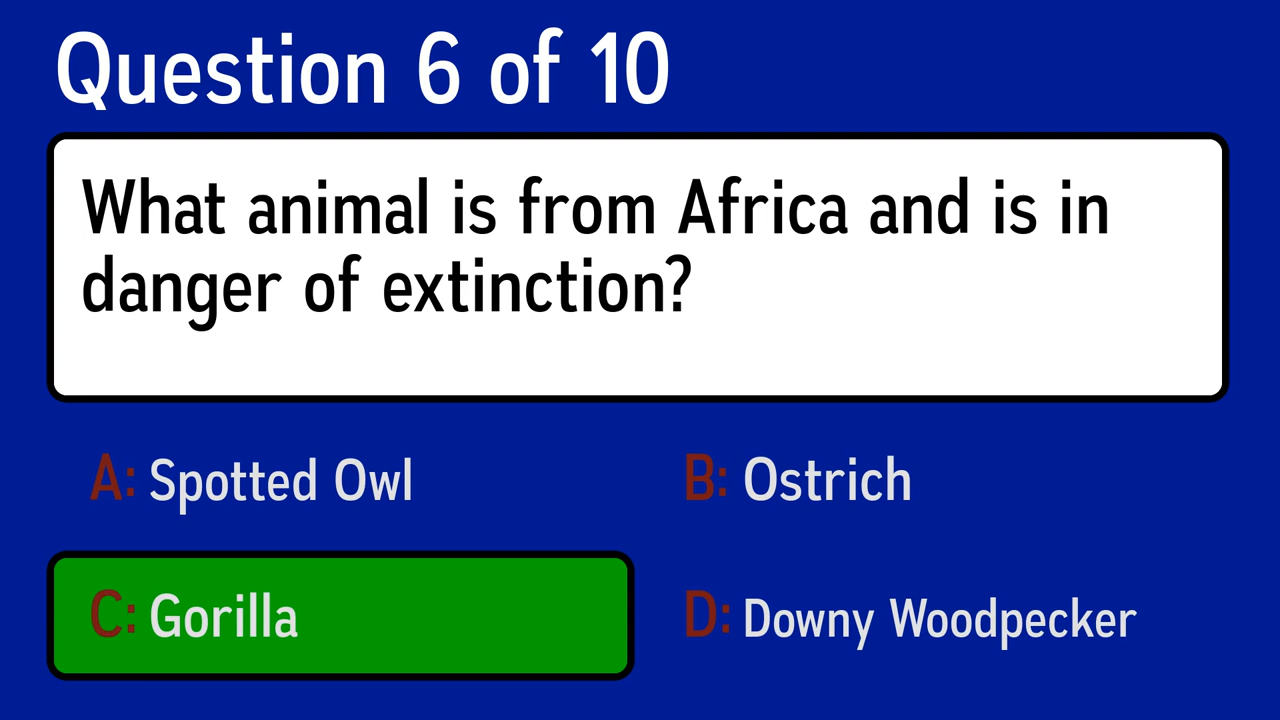 Question 6 of 10
What animal is from Africa and is in
danger of extinction?
A: Spotted Owl
B: Ostrich
C: Gorilla
D: Downy Woodpecker